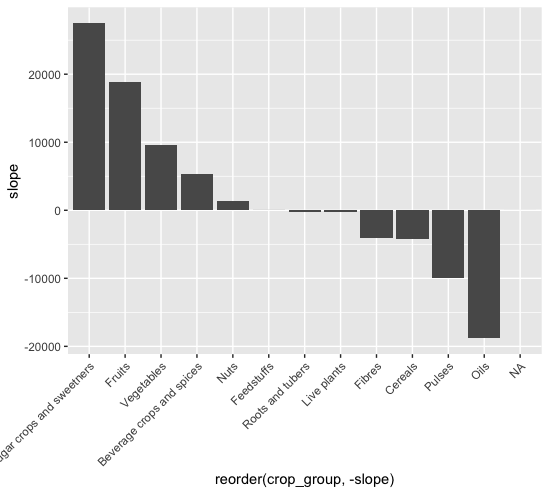 slope
20000
10000
0
-10000
-20000
gar crops and sweetners
Fruits
Vegetables
Beverage crops and spices
Nuts
Feedstuffs
Roots and tubers
Live plants
Fibres
Cereals
Pulses
Oils
NA
reorder(crop_group, -slope)